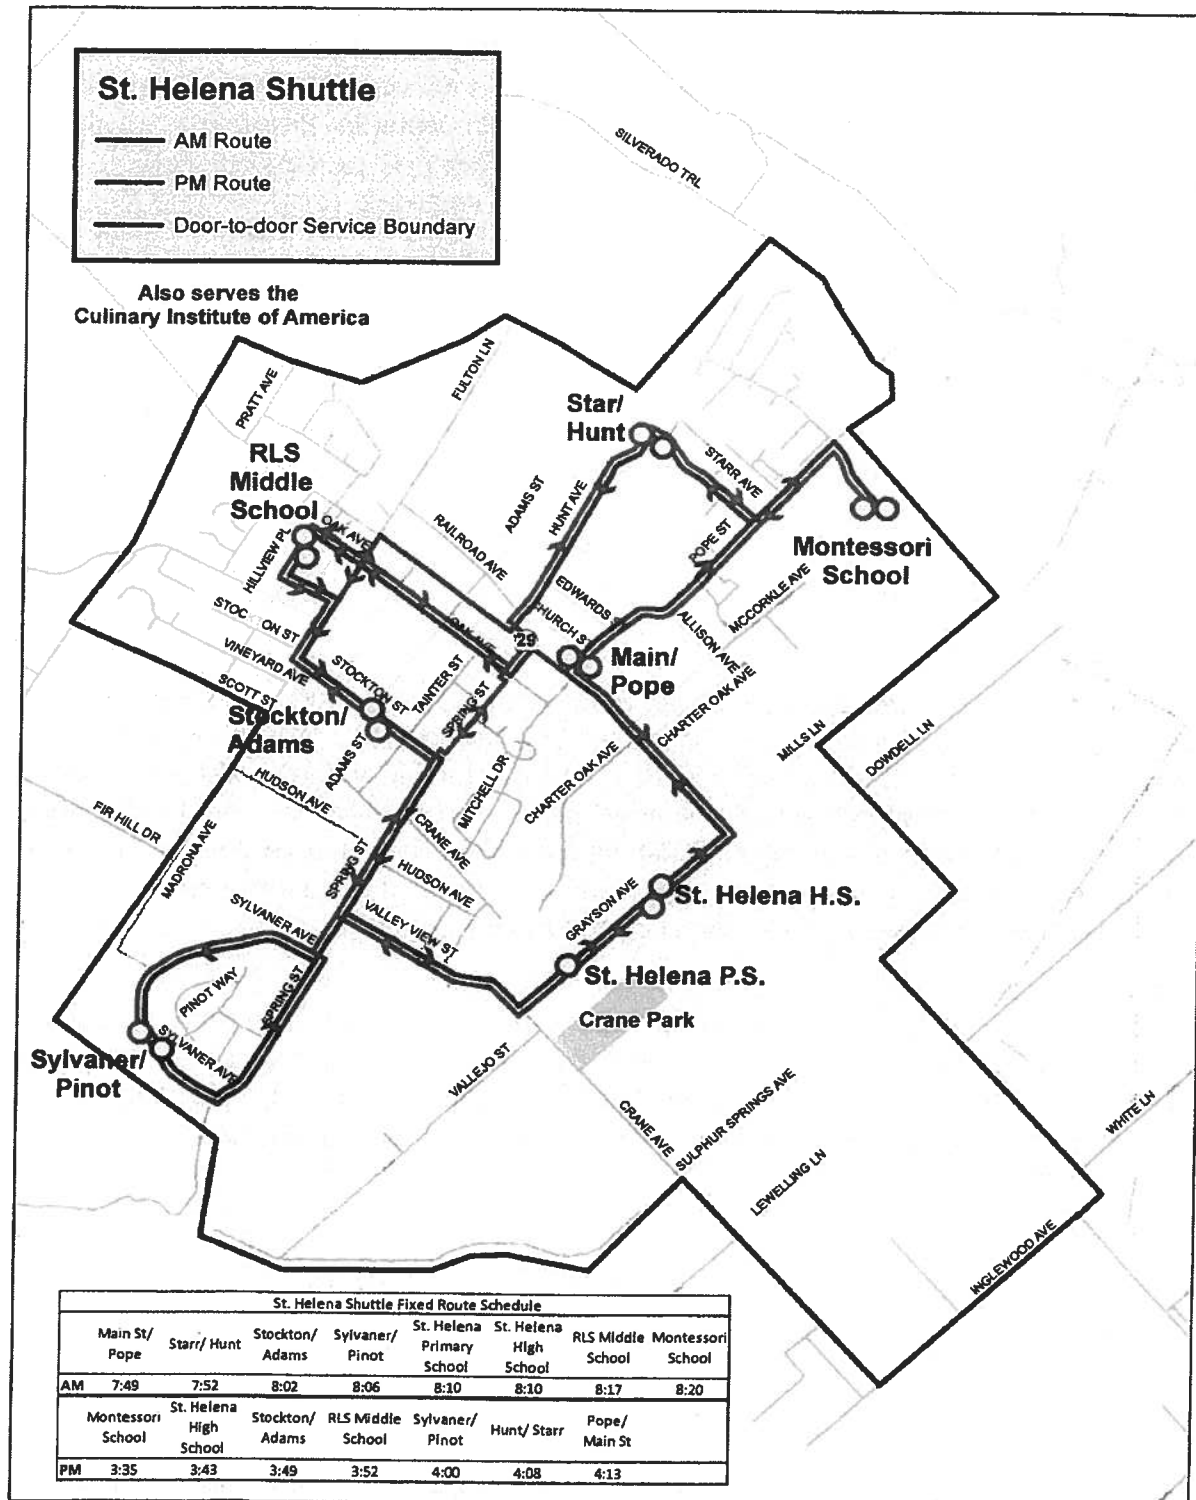 St. Helena Shuttle
AM Route
PM Route
Door-to-door Service Boundary
Also serves the
Culinary Institute of America
SILVERADO TRL
FULTON LN
PRATT AVE
Star/
Hunt
RLS
Middle
School
STARR AVE
ADAMS ST
HUNT AVE
RAILROAD AVE
OAK AVE
HILLVIEW PL
POPE ST
Montessori
School
MCCORKLE AVE
EDWARDS ST
CHURCH ST
ALLISON AVE
29
OAK AVE
STOCKTON ST
VINEYARD AVE
SCOTT ST
STOCKTON ST
TAINTER ST
SPRING ST
Main/
Pope
CHARTER OAK AVE
Stockton/
Adams
ADAMS ST
MILLS LN
DOWDELL LN
HUDSON AVE
MITCHELL DR
CHARTER OAK AVE
FIR HILL DR
MADRONA AVE
CRANE AVE
SPRING ST
HUDSON AVE
GRAYSON AVE
St. Helena H.S.
SYLVANER AVE
VALLEY VIEW ST
St. Helena P.S.
PINOT WAY
SPRING ST
Crane Park
Sylvaner/
Pinot
SYLVANER AVE
VALLEJO ST
CRANE AVE
SULPHUR SPRINGS AVE
WHITE LN
LEWELLING LN
INGLEWOOD AVE
St. Helena Shuttle Fixed Route Schedule
Main St/ Pope Starr/ Hunt Stockton/ Adams Sylvaner/ Pinot St. Helena Primary School St. Helena High School RLS Middle School Montessori School
AM 7:49 7:52 8:02 8:06 8:10 8:10 8:17 8:20
Montessori School St. Helena High School Stockton/ Adams RLS Middle School Sylvaner/ Pinot Hunt/ Starr Pope/ Main St
PM 3:35 3:43 3:49 3:52 4:00 4:08 4:13